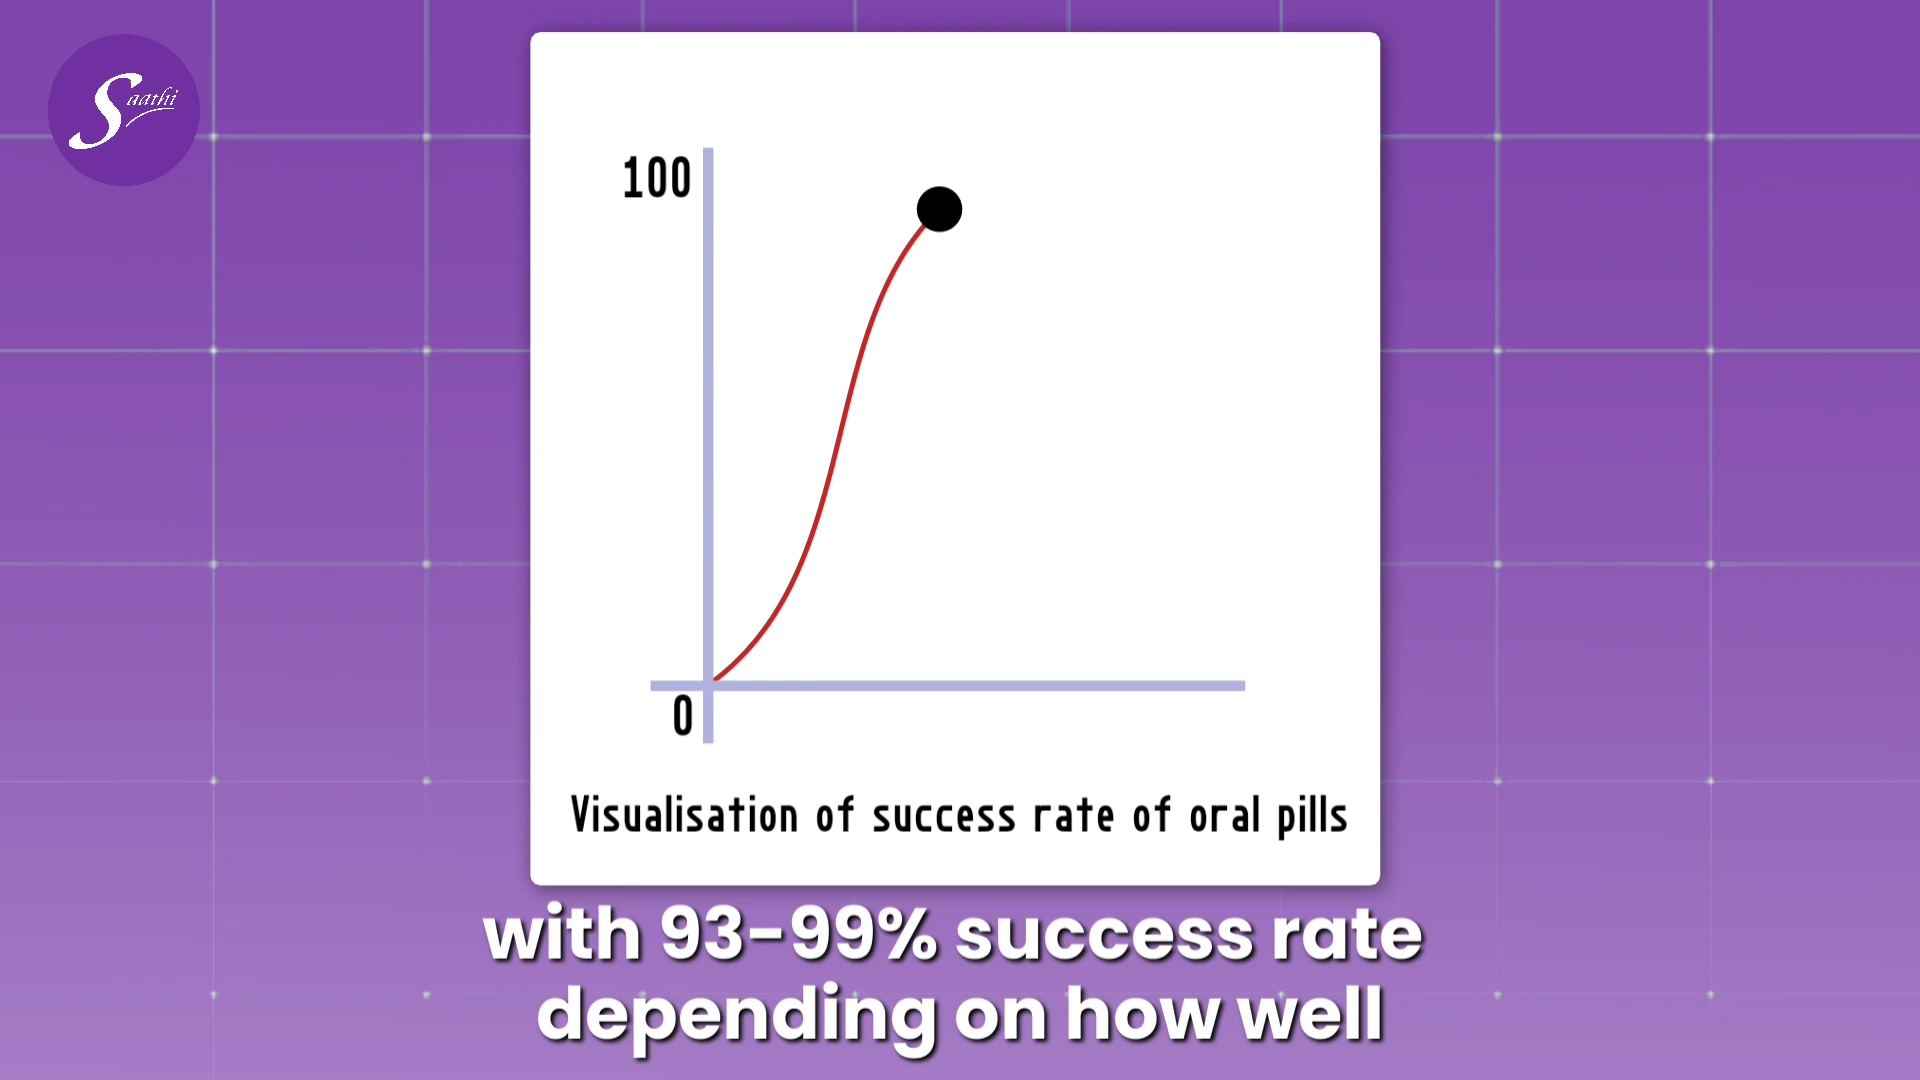 Saathi
100
0
Visualisation of success rate of oral pills
with 93-99% success rate
depending on how well